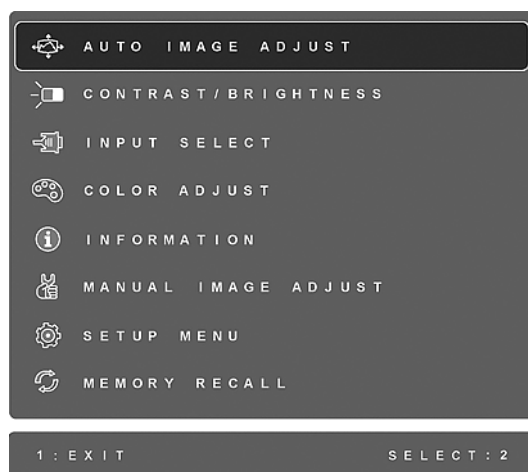 AUTO IMAGE ADJUST
CONTRAST/BRIGHTNESS
INPUT SELECT
COLOR ADJUST
INFORMATION
MANUAL IMAGE ADJUST
SETUP MENU
MEMORY RECALL
1:EXIT SELECT:2